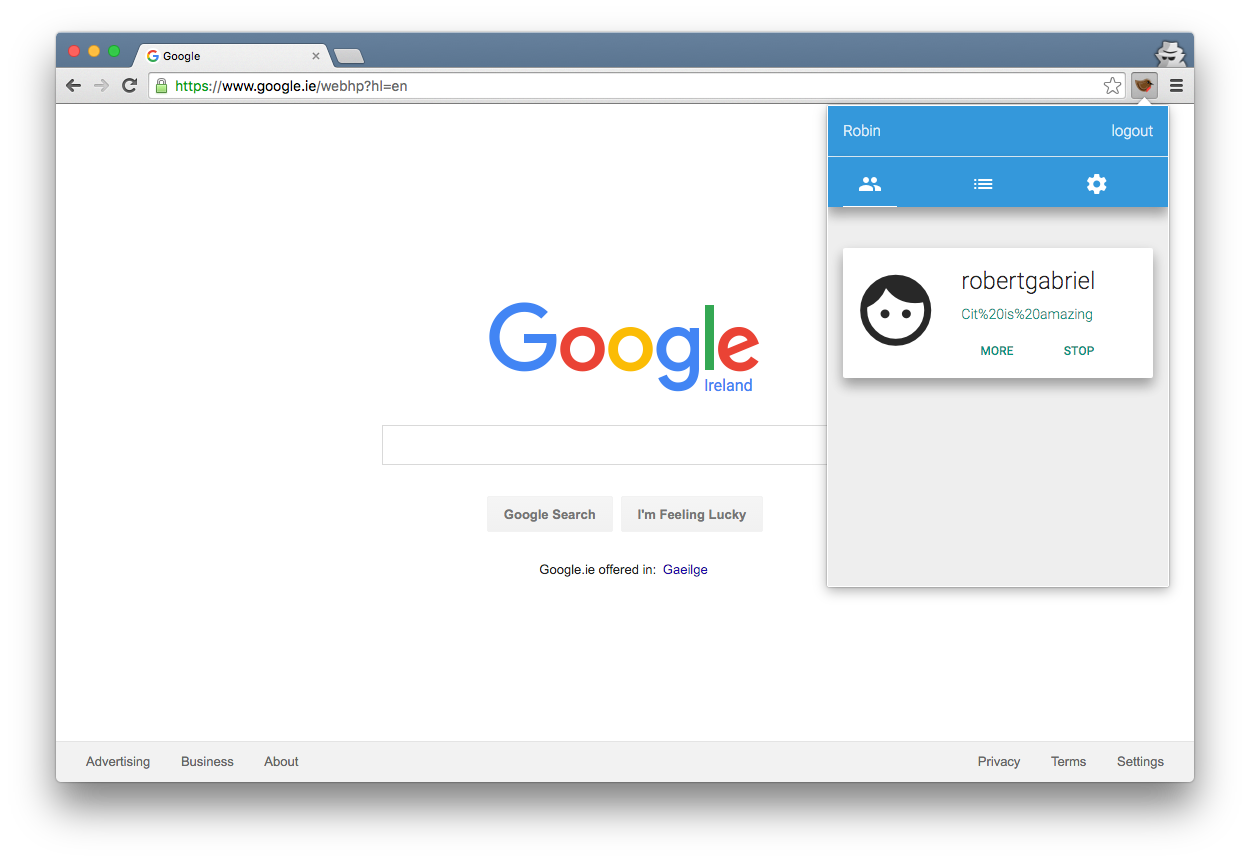 Google
https://www.google.ie/webhp?hl=en
Robin logout
robertgabriel
Cit%20is%20amazing
MORE STOP
Google
Ireland
Google Search I'm Feeling Lucky
Google.ie offered in: Gaeilge
Advertising Business About Privacy Terms Settings